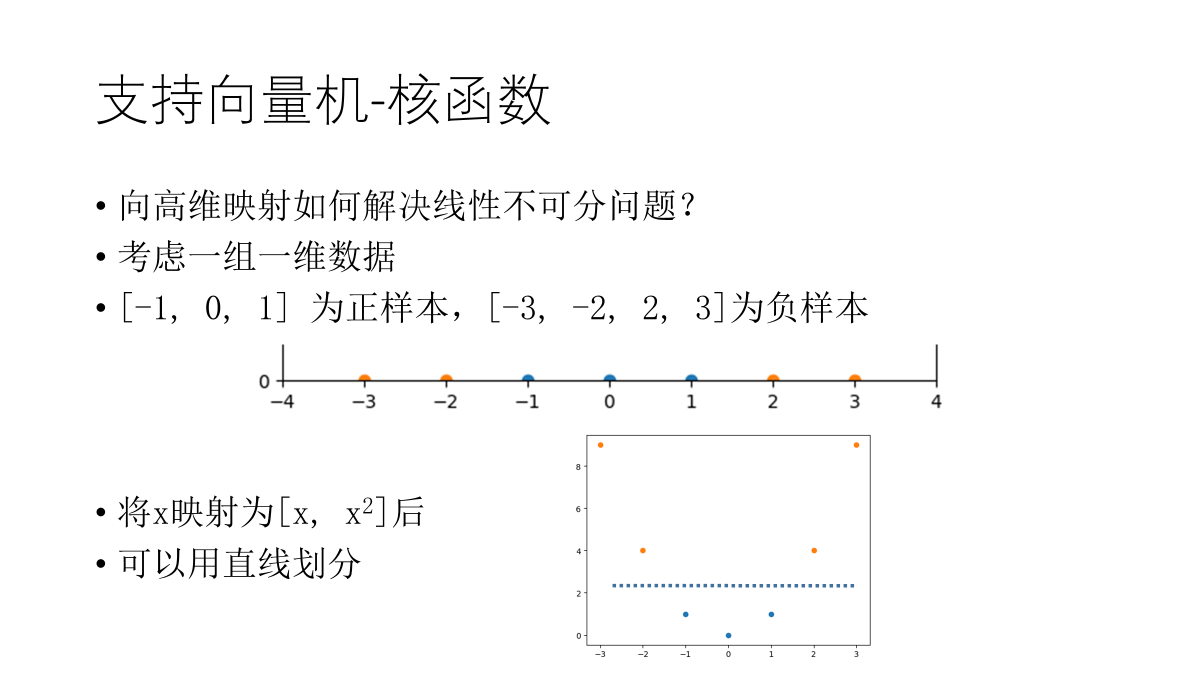 支持向量机-核函数
• 向高维映射如何解决线性不可分问题?
• 考虑一组一维数据
• [-1, 0, 1] 为正样本, [-3, -2, 2, 3]为负样本
0
−4 −3 −2 −1 0 1 2 3 4
• 将x映射为[x, x²]后
• 可以用直线划分
8
6
4
2
0
−3 −2 −1 0 1 2 3